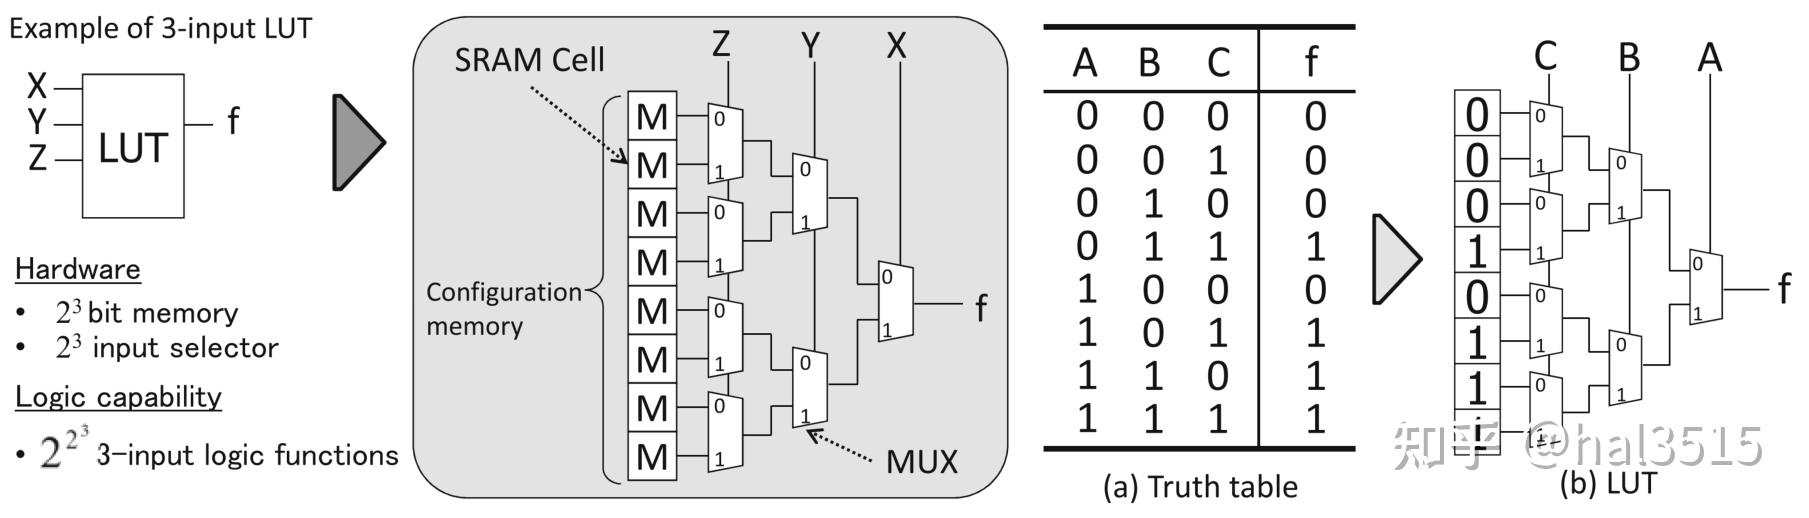 Example of 3-input LUT
X
Y
Z
LUT
f
Hardware
• 2³ bit memory
• 2³ input selector
Logic capability
• 2^2^3 3-input logic functions
SRAM Cell
Z Y X
M
M
M
M
M
M
M
M
0
1
0
1
0
1
0
1
0
1
0
1
0
1
f
Configuration
memory
MUX
A B C f
0 0 0 0
0 0 1 0
0 1 0 0
0 1 1 1
1 0 0 0
1 0 1 1
1 1 0 1
1 1 1 1
(a) Truth table
C B A
0
0
0
1
0
1
1
1
0
1
0
1
0
1
0
1
0
1
0
1
0
1
f
知乎 @hal3515
(b) LUT